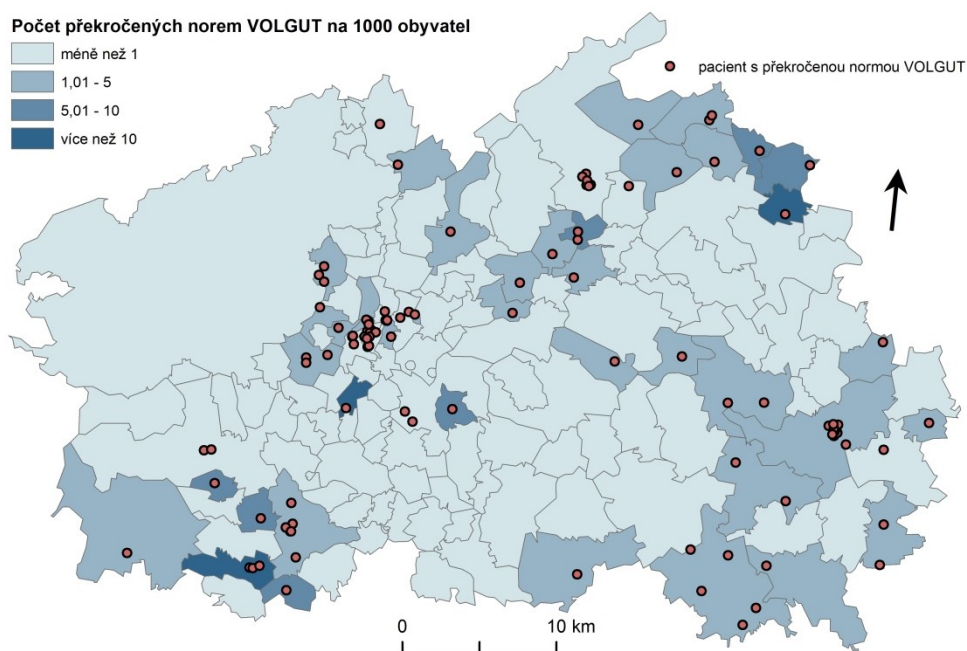 Počet překročených norem VOLGUT na 1000 obyvatel
méně než 1
1,01 - 5
5,01 - 10
více než 10
pacient s překročenou normou VOLGUT
0 10 km